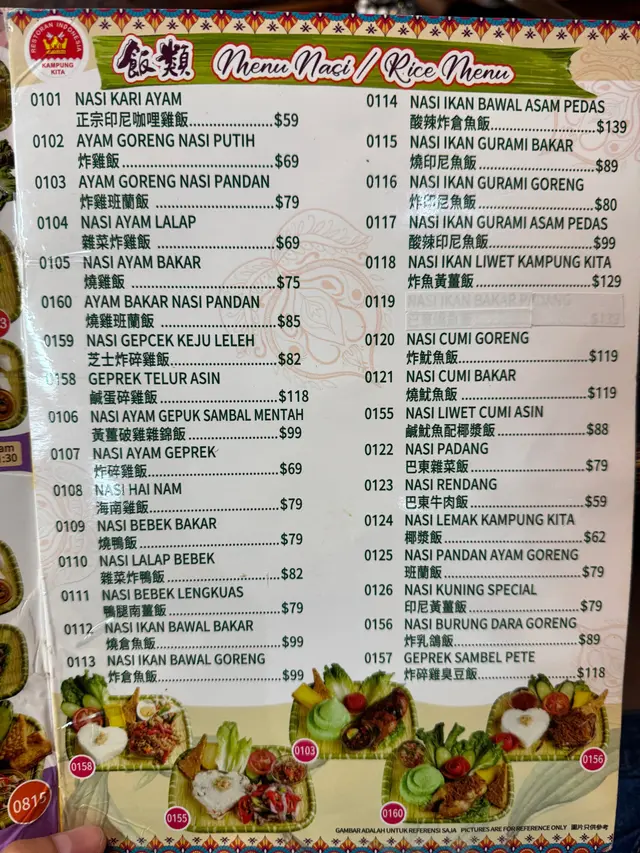 RESTORAN INDONESIA
KAMPUNG
KITA
飯類 Menu Nasi / Rice Menu
0101 NASI KARI AYAM
正宗印尼咖哩雞飯...$59
0102 AYAM GORENG NASI PUTIH
炸雞飯...$69
0103 AYAM GORENG NASI PANDAN
炸雞班蘭飯...$79
0104 NASI AYAM LALAP
雜菜炸雞飯...$69
0105 NASI AYAM BAKAR
燒雞飯...$75
0160 AYAM BAKAR NASI PANDAN
燒雞班蘭飯...$85
0159 NASI GEPCEK KEJU LELEH
芝士炸碎雞飯...$82
0158 GEPREK TELUR ASIN
鹹蛋碎雞飯...$118
0106 NASI AYAM GEPUK SAMBAL MENTAH
黃薑破雞雜錦飯...$99
0107 NASI AYAM GEPREK
炸碎雞飯...$69
0108 NASI HAI NAM
海南雞飯...$79
0109 NASI BEBEK BAKAR
燒鴨飯...$79
0110 NASI LALAP BEBEK
雜菜炸鴨飯...$82
0111 NASI BEBEK LENGKUAS
鴨腿南薑飯...$79
0112 NASI IKAN BAWAL BAKAR
燒倉魚飯...$99
0113 NASI IKAN BAWAL GORENG
炸倉魚飯...$99
0114 NASI IKAN BAWAL ASAM PEDAS
酸辣炸倉魚飯...$139
0115 NASI IKAN GURAMI BAKAR
燒印尼魚飯...$89
0116 NASI IKAN GURAMI GORENG
炸印尼魚飯...$80
0117 NASI IKAN GURAMI ASAM PEDAS
酸辣印尼魚飯...$99
0118 NASI IKAN LIWET KAMPUNG KITA
炸魚黃薑飯...$129
0119 NASI IKAN BAKAR PADANG
0120 NASI CUMI GORENG
炸魷魚飯...$119
0121 NASI CUMI BAKAR
燒魷魚飯...$119
0155 NASI LIWET CUMI ASIN
鹹魷魚配椰漿飯...$88
0122 NASI PADANG
巴東雜菜飯...$79
0123 NASI RENDANG
巴東牛肉飯...$59
0124 NASI LEMAK KAMPUNG KITA
椰漿飯...$62
0125 NASI PANDAN AYAM GORENG
班蘭飯...$79
0126 NASI KUNING SPECIAL
印尼黃薑飯...$79
0156 NASI BURUNG DARA GORENG
炸乳鴿飯...$89
0157 GEPREK SAMBEL PETE
炸碎雞臭豆飯...$118
3
am
1:30
0815
0158
0155
0103
0160
0156
GAMBAR ADALAH UNTUK REFERENSI SAJA PICTURES ARE FOR REFERENCE ONLY 圖片只供參考